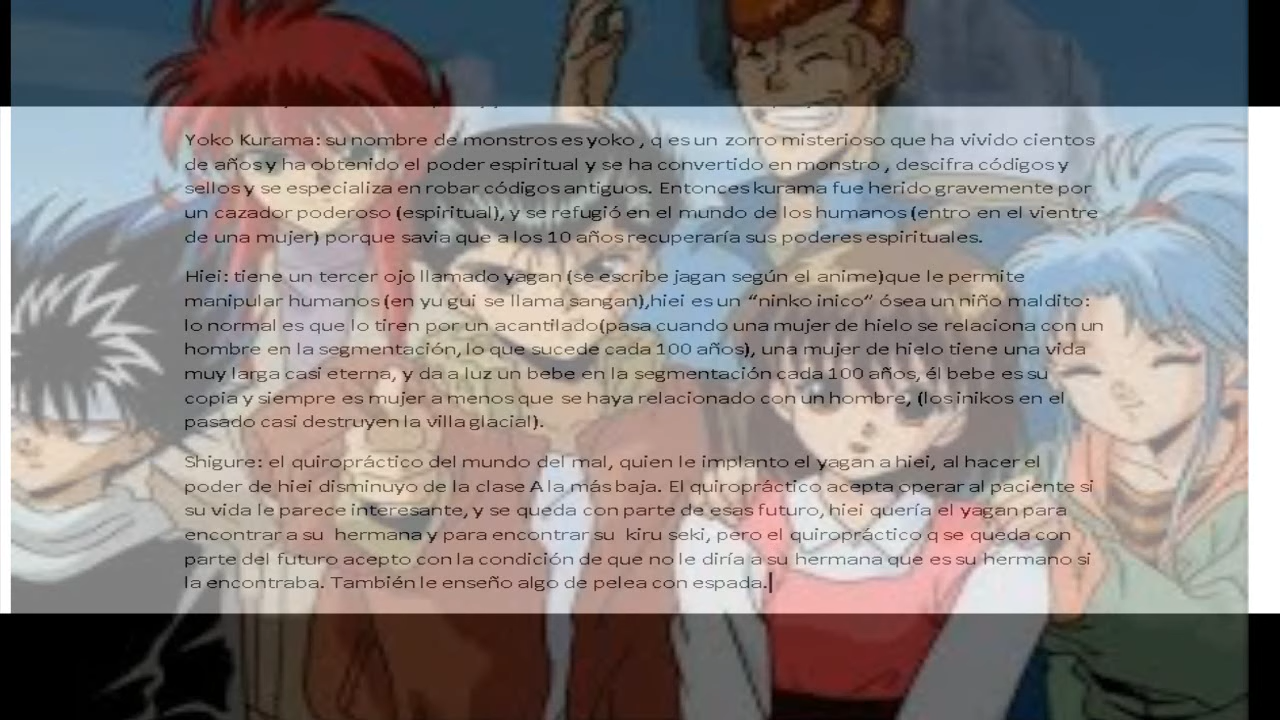 Yoko Kurama: su nombre de monstros es yoko , q es un zorro misterioso que ha vivido cientos
de años y ha obtenido el poder espiritual y se ha convertido en monstro , descifra códigos y
sellos y se especializa en robar códigos antiguos. Entonces kurama fue herido gravemente por
un cazador poderoso (espiritual), y se refugió en el mundo de los humanos (entro en el vientre
de una mujer) porque savia que a los 10 años recuperaría sus poderes espirituales.
Hiei: tiene un tercer ojo llamado yagan (se escribe jagan según el anime)que le permite
manipular humanos (en yu gui se llama sangan),hiei es un “ninko inico” ósea un niño maldito:
lo normal es que lo tiren por un acantilado(pasa cuando una mujer de hielo se relaciona con un
hombre en la segmentación, lo que sucede cada 100 años), una mujer de hielo tiene una vida
muy larga casi eterna, y da a luz un bebe en la segmentación cada 100 años, él bebe es su
copia y siempre es mujer a menos que se haya relacionado con un hombre, (los inikos en el
pasado casi destruyen la villa glacial).
Shigure: el quiropráctico del mundo del mal, quien le implanto el yagan a hiei, al hacer el
poder de hiei disminuyo de la clase A la más baja. El quiropráctico acepta operar al paciente si
su vida le parece interesante, y se queda con parte de esas futuro, hiei quería el yagan para
encontrar a su hermana y para encontrar su kiru seki, pero el quiropráctico q se queda con
parte del futuro acepto con la condición de que no le diría a su hermana que es su hermano si
la encontraba. También le enseño algo de pelea con espada.